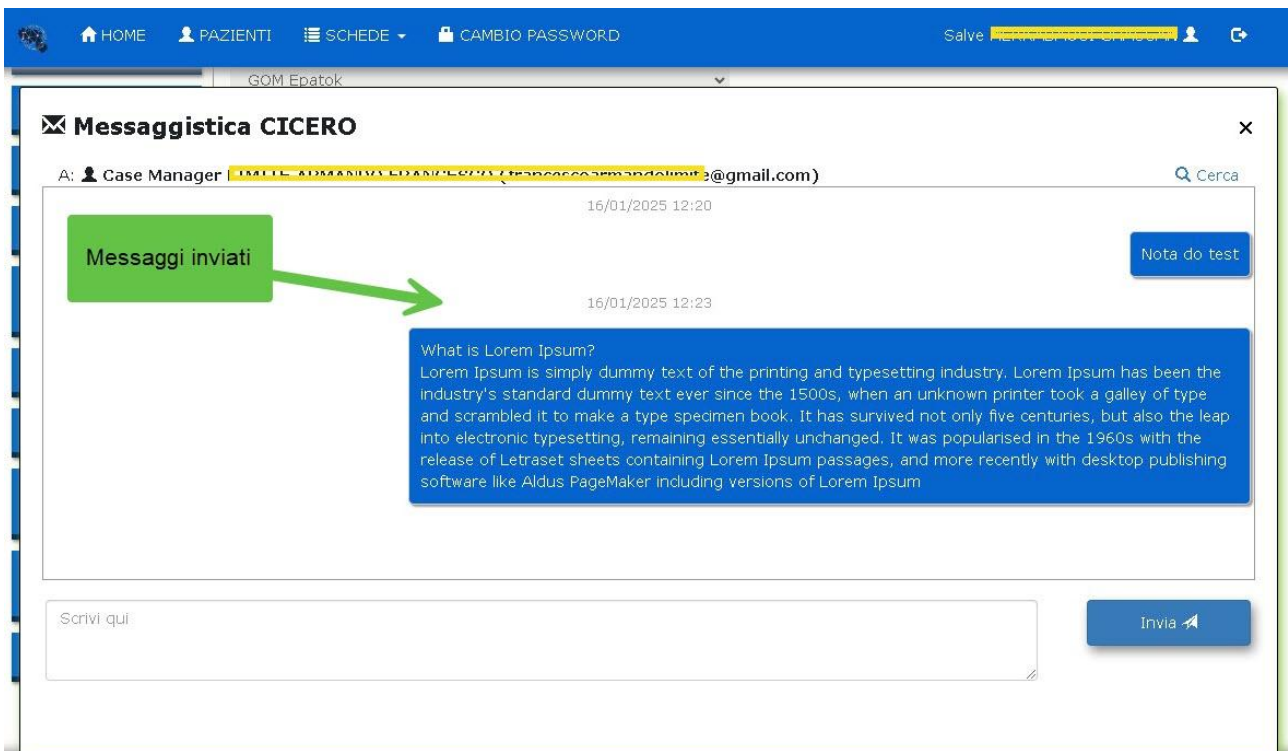 HOME PAZIENTI SCHEDE CAMBIO PASSWORD Salve
GOM Epatok
Messaggistica CICERO
×
A: Case Manager @gmail.com)
Cerca
16/01/2025 12:20
Nota do test
Messaggi inviati
16/01/2025 12:23
What is Lorem Ipsum?
Lorem Ipsum is simply dummy text of the printing and typesetting industry. Lorem Ipsum has been the
industry's standard dummy text ever since the 1500s, when an unknown printer took a galley of type
and scrambled it to make a type specimen book. It has survived not only five centuries, but also the leap
into electronic typesetting, remaining essentially unchanged. It was popularised in the 1960s with the
release of Letraset sheets containing Lorem Ipsum passages, and more recently with desktop publishing
software like Aldus PageMaker including versions of Lorem Ipsum
Scrivi qui
Invia